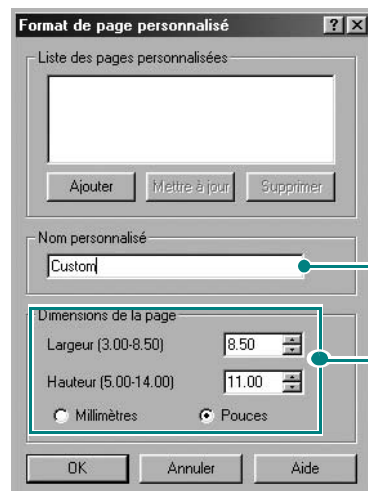 Format de page personnalisé
Liste des pages personnalisées
Ajouter Mettre à jour Supprimer
Nom personnalisé
Custom
Dimensions de la page
Largeur (3.00-8.50) 8.50
Hauteur (5.00-14.00) 11.00
Millimètres Pouces
OK Annuler Aide